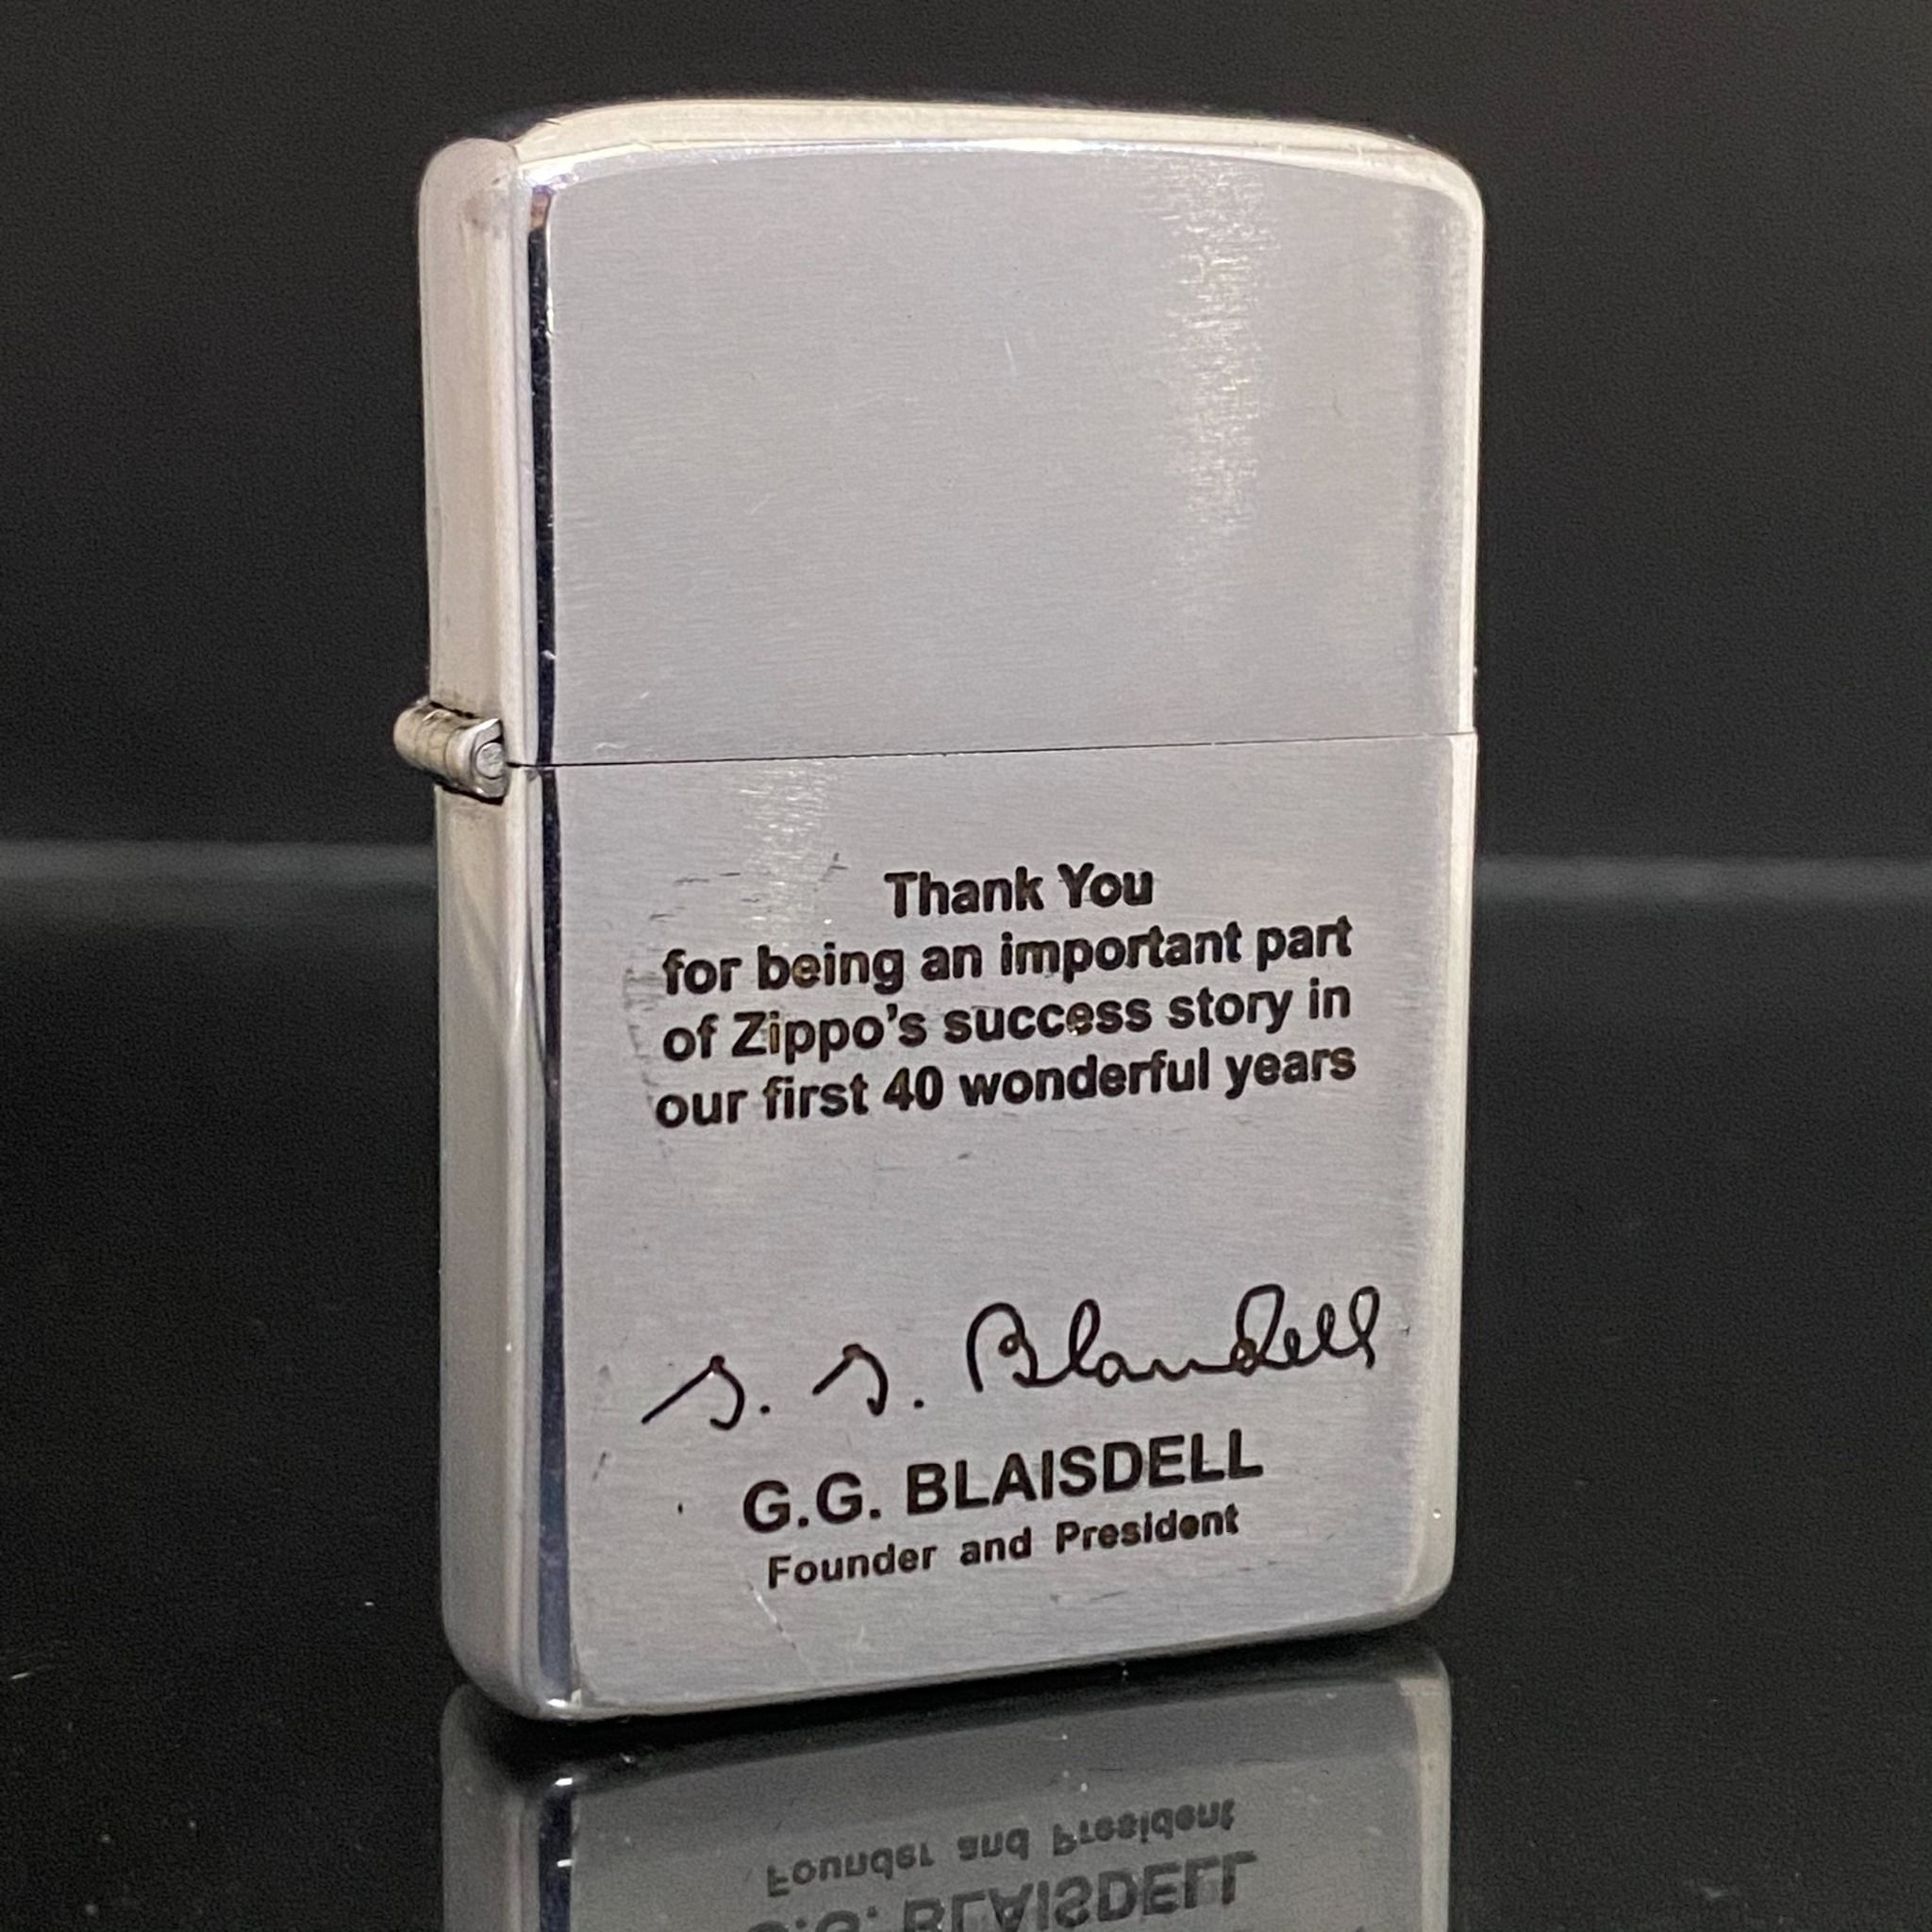 Thank You
for being an important part
of Zippo’s success story in
our first 40 wonderful years
G. G. Blaisdell
G.G. BLAISDELL
Founder and President